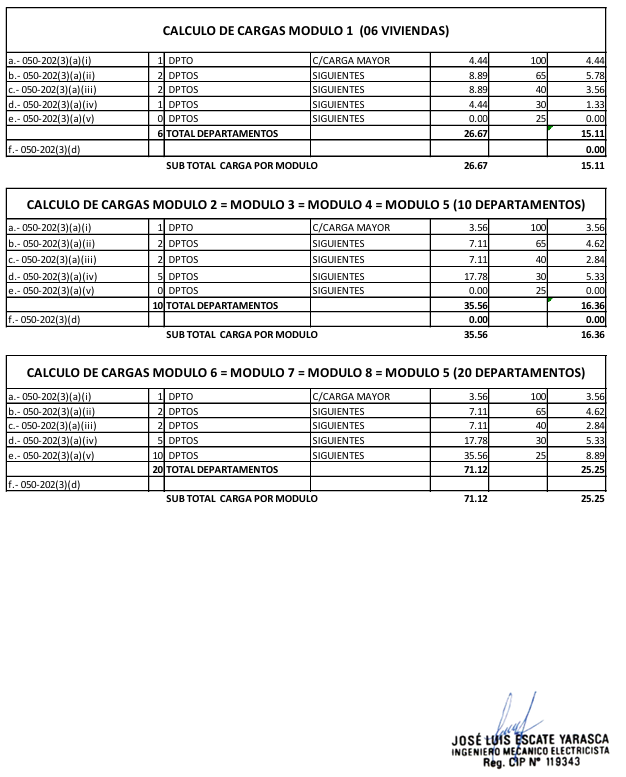 CALCULO DE CARGAS MODULO 1 (06 VIVIENDAS)
a.- 050-202(3)(a)(i) 1 DPTO C/CARGA MAYOR 4.44 100 4.44
b.- 050-202(3)(a)(ii) 2 DPTOS SIGUIENTES 8.89 65 5.78
c.- 050-202(3)(a)(iii) 2 DPTOS SIGUIENTES 8.89 40 3.56
d.- 050-202(3)(a)(iv) 1 DPTOS SIGUIENTES 4.44 30 1.33
e.- 050-202(3)(a)(v) 0 DPTOS SIGUIENTES 0.00 25 0.00
6 TOTAL DEPARTAMENTOS 26.67 15.11
f.- 050-202(3)(d) 0.00
SUB TOTAL CARGA POR MODULO 26.67 15.11
CALCULO DE CARGAS MODULO 2 = MODULO 3 = MODULO 4 = MODULO 5 (10 DEPARTAMENTOS)
a.- 050-202(3)(a)(i) 1 DPTO C/CARGA MAYOR 3.56 100 3.56
b.- 050-202(3)(a)(ii) 2 DPTOS SIGUIENTES 7.11 65 4.62
c.- 050-202(3)(a)(iii) 2 DPTOS SIGUIENTES 7.11 40 2.84
d.- 050-202(3)(a)(iv) 5 DPTOS SIGUIENTES 17.78 30 5.33
e.- 050-202(3)(a)(v) 0 DPTOS SIGUIENTES 0.00 25 0.00
10 TOTAL DEPARTAMENTOS 35.56 16.36
f.- 050-202(3)(d) 0.00 0.00
SUB TOTAL CARGA POR MODULO 35.56 16.36
CALCULO DE CARGAS MODULO 6 = MODULO 7 = MODULO 8 = MODULO 5 (20 DEPARTAMENTOS)
a.- 050-202(3)(a)(i) 1 DPTO C/CARGA MAYOR 3.56 100 3.56
b.- 050-202(3)(a)(ii) 2 DPTOS SIGUIENTES 7.11 65 4.62
c.- 050-202(3)(a)(iii) 2 DPTOS SIGUIENTES 7.11 40 2.84
d.- 050-202(3)(a)(iv) 5 DPTOS SIGUIENTES 17.78 30 5.33
e.- 050-202(3)(a)(v) 10 DPTOS SIGUIENTES 35.56 25 8.89
20 TOTAL DEPARTAMENTOS 71.12 25.25
f.- 050-202(3)(d)
SUB TOTAL CARGA POR MODULO 71.12 25.25
JOSÉ LUIS ESCATE YARASCA
INGENIERO MECANICO ELECTRICISTA
Reg. CIP N° 119343